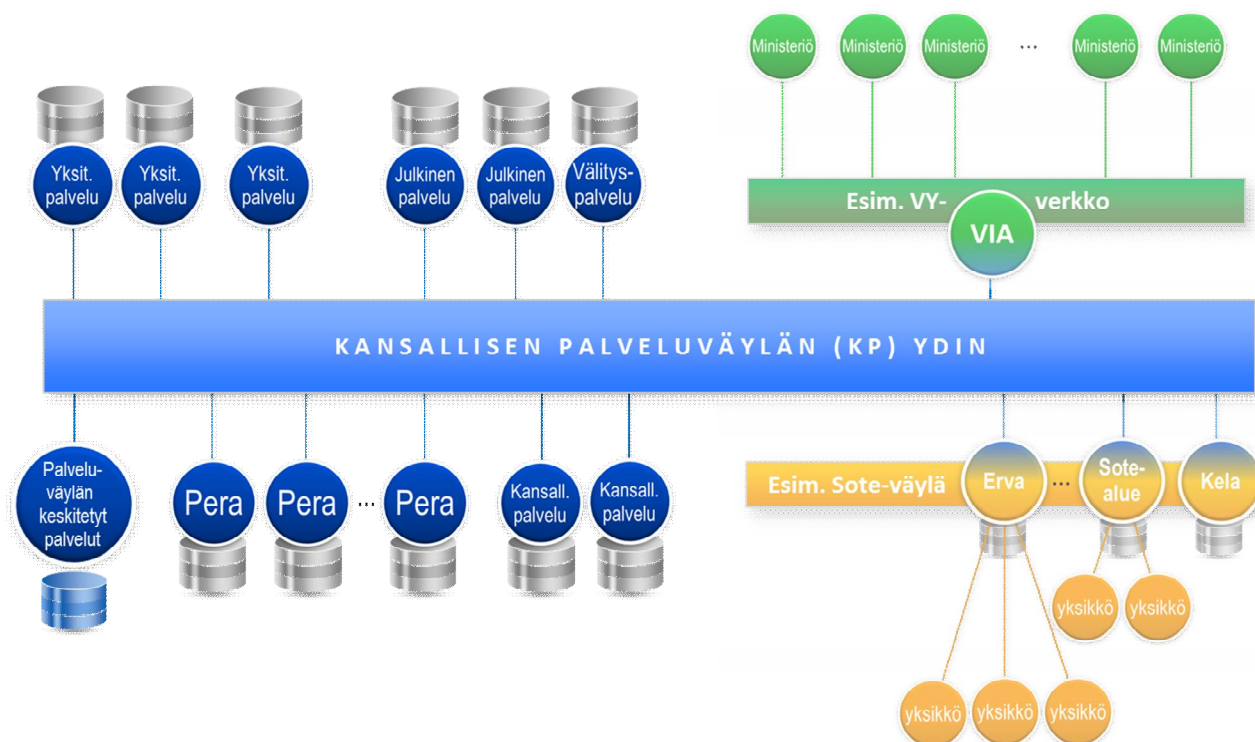 Ministeriö
Ministeriö
Ministeriö
...
Ministeriö
Ministeriö
Yksit.
palvelu
Yksit.
palvelu
Yksit.
palvelu
Julkinen
palvelu
Julkinen
palvelu
Välitys-
palvelu
Esim. VY- verkko
VIA
KANSALLISEN PALVELUVÄYLÄN (KP) YDIN
Palvelu-
väylän
keskitetyt
palvelut
Pera
Pera
...
Pera
Kansall.
palvelu
Kansall.
palvelu
Esim. Sote-väylä
Erva
...
Sote-
alue
Kela
yksikkö
yksikkö
yksikkö
yksikkö
yksikkö